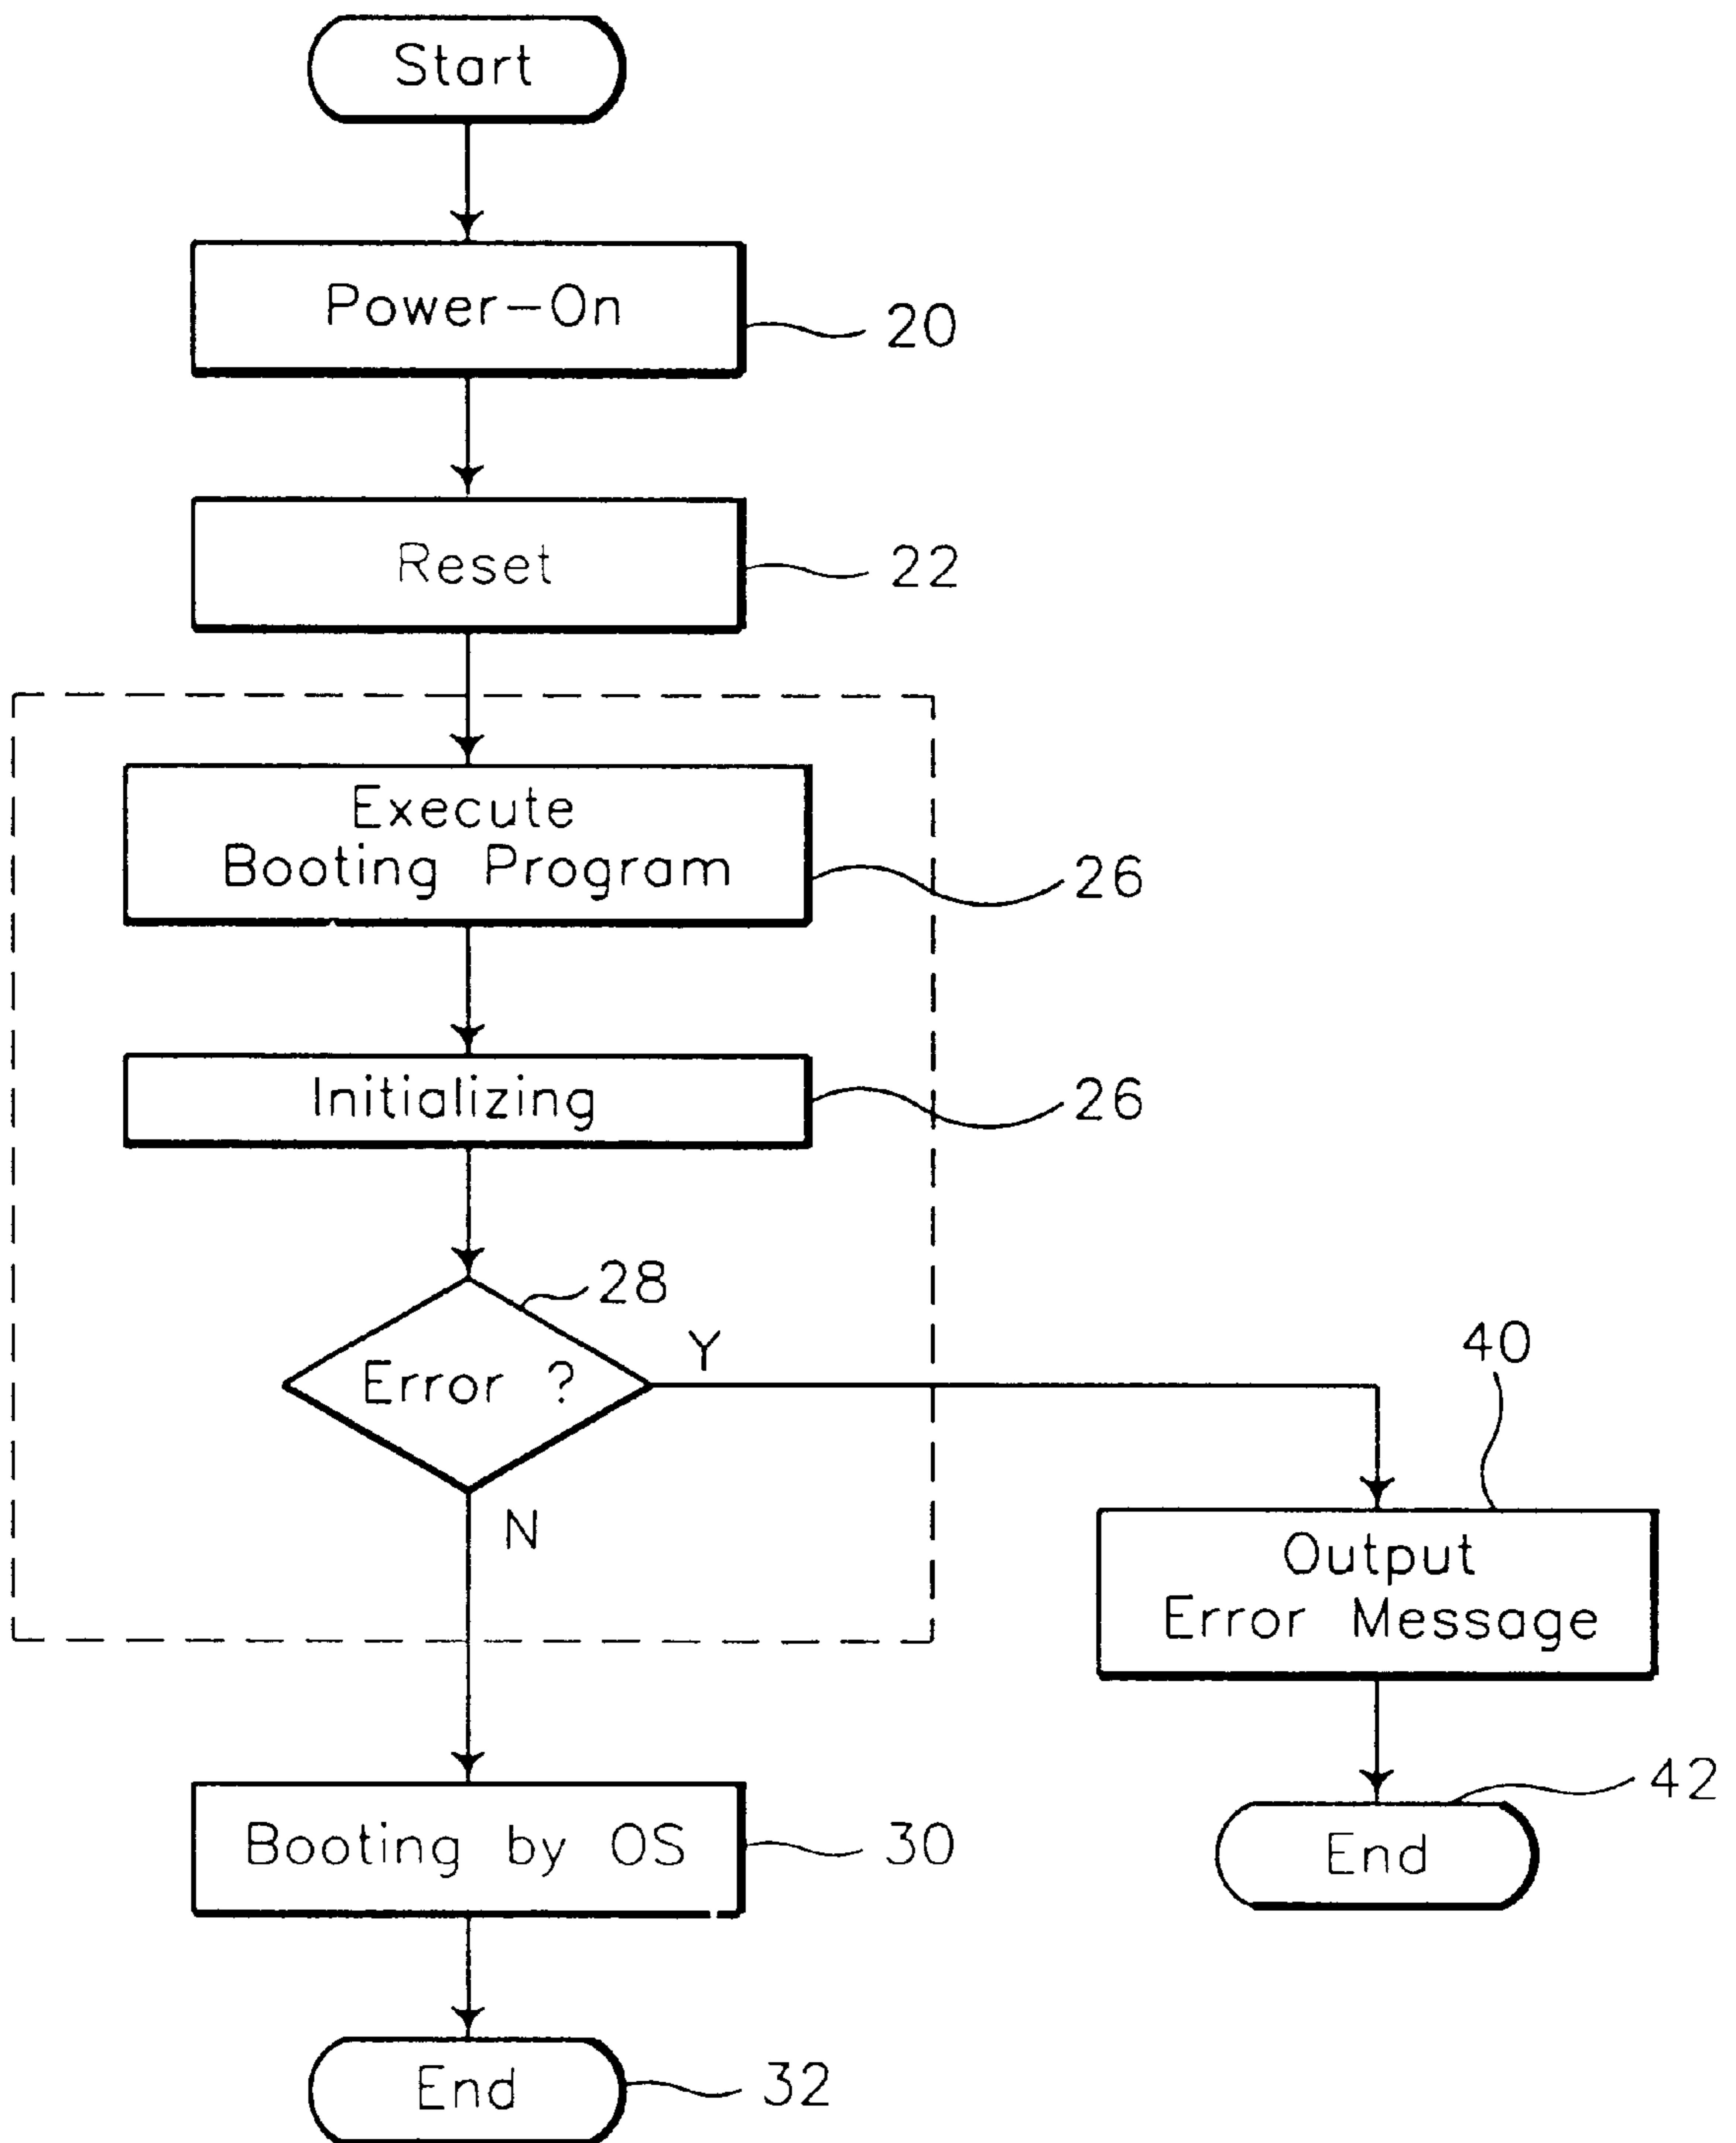 Start
Power-On
20
Reset
22
Execute
Booting Program
26
Initializing
26
28
Error ?
Y
N
40
Output
Error Message
42
End
Booting by OS
30
End
32